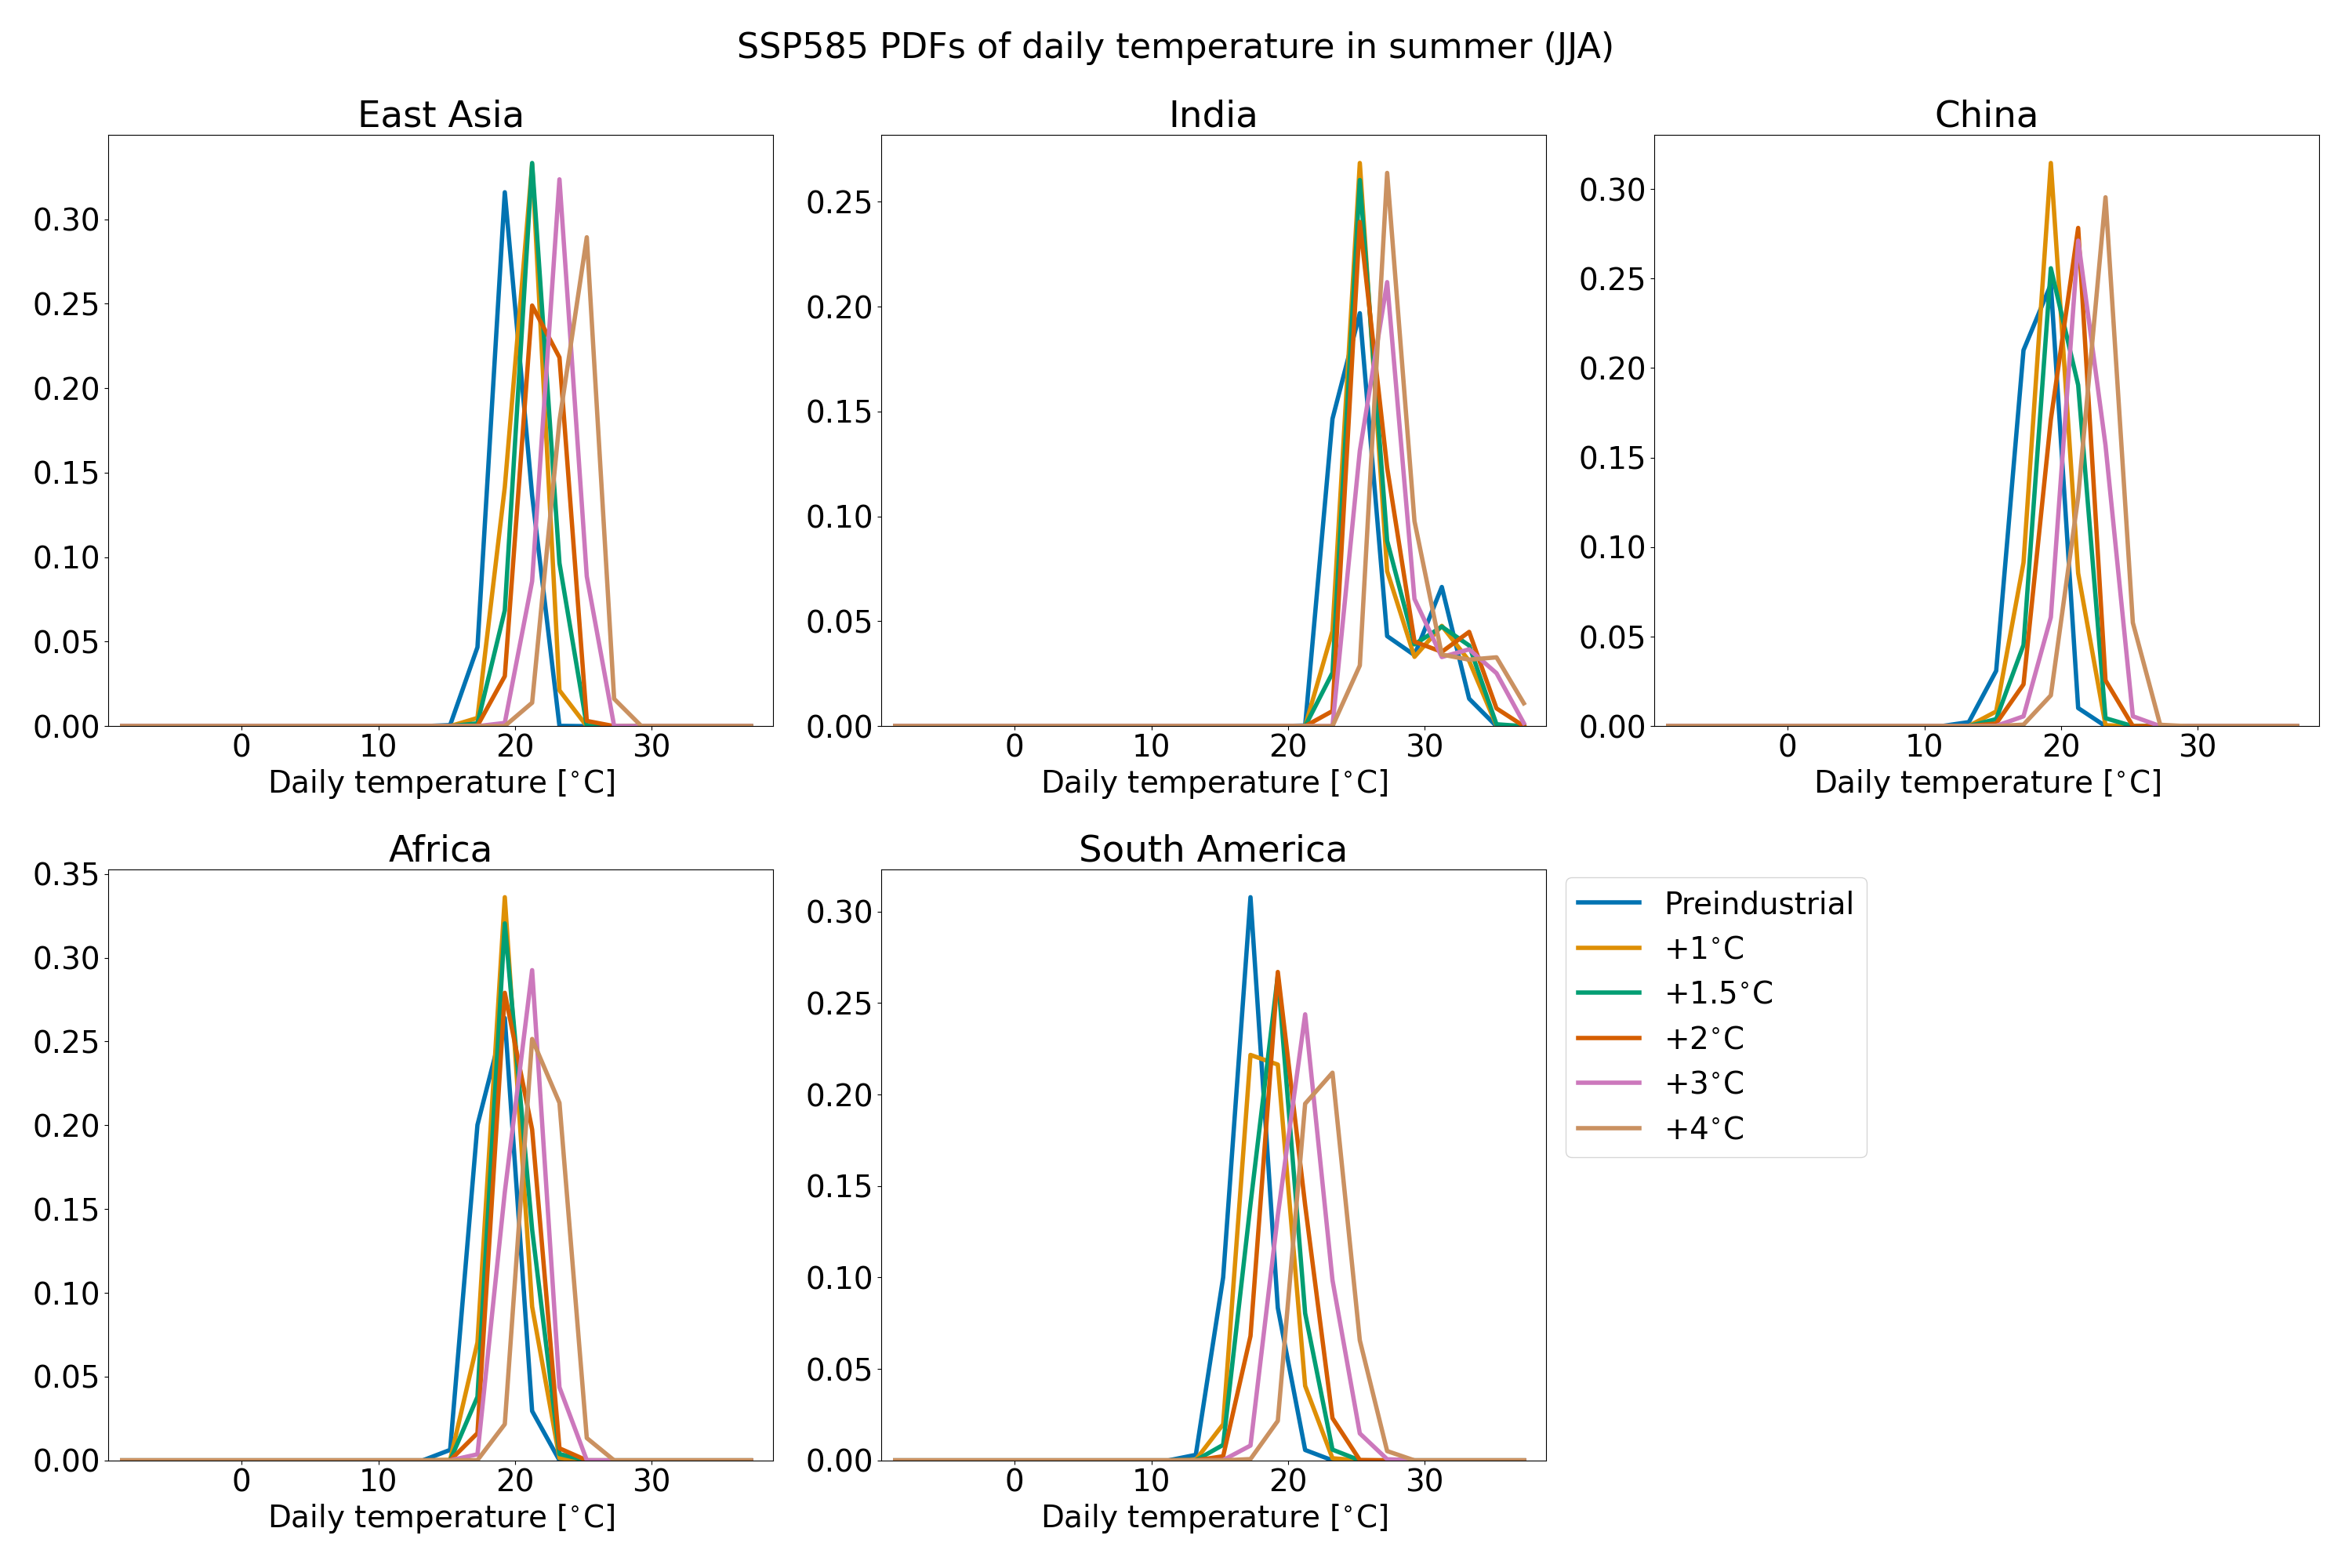 SSP585 PDFs of daily temperature in summer (JJA)
East Asia
0.30
0.25
0.20
0.15
0.10
0.05
0.00
0 10 20 30
Daily temperature [°C]
India
0.25
0.20
0.15
0.10
0.05
0.00
0 10 20 30
Daily temperature [°C]
China
0.30
0.25
0.20
0.15
0.10
0.05
0.00
0 10 20 30
Daily temperature [°C]
Africa
0.35
0.30
0.25
0.20
0.15
0.10
0.05
0.00
0 10 20 30
Daily temperature [°C]
South America
0.30
0.25
0.20
0.15
0.10
0.05
0.00
0 10 20 30
Daily temperature [°C]
Preindustrial
+1°C
+1.5°C
+2°C
+3°C
+4°C